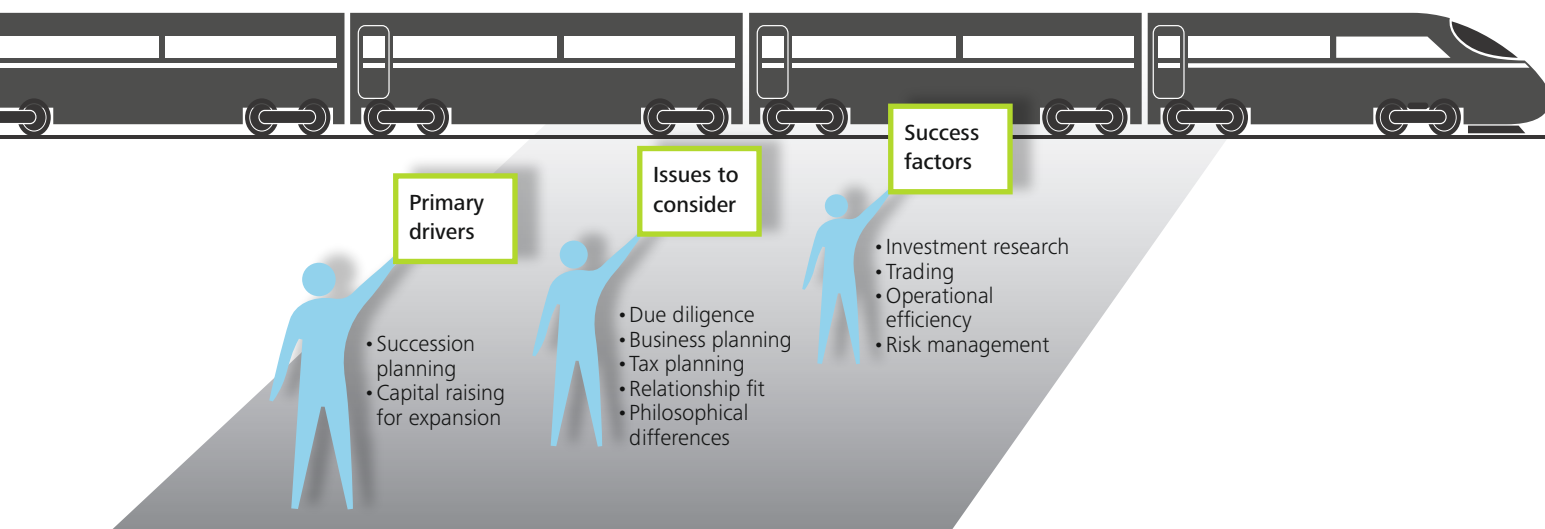 Primary
drivers
• Succession
planning
• Capital raising
for expansion
Issues to
consider
• Due diligence
• Business planning
• Tax planning
• Relationship fit
• Philosophical
differences
Success
factors
• Investment research
• Trading
• Operational
efficiency
• Risk management